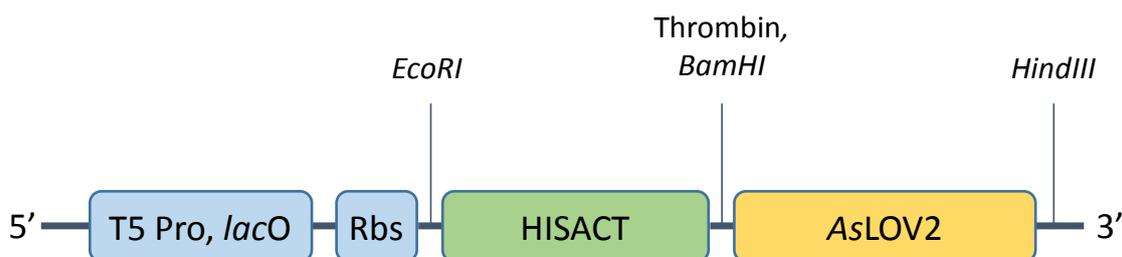 Thrombin,
EcoRI
BamHI
HindIII
5’
T5 Pro, lacO
Rbs
HISACT
AsLOV2
3’